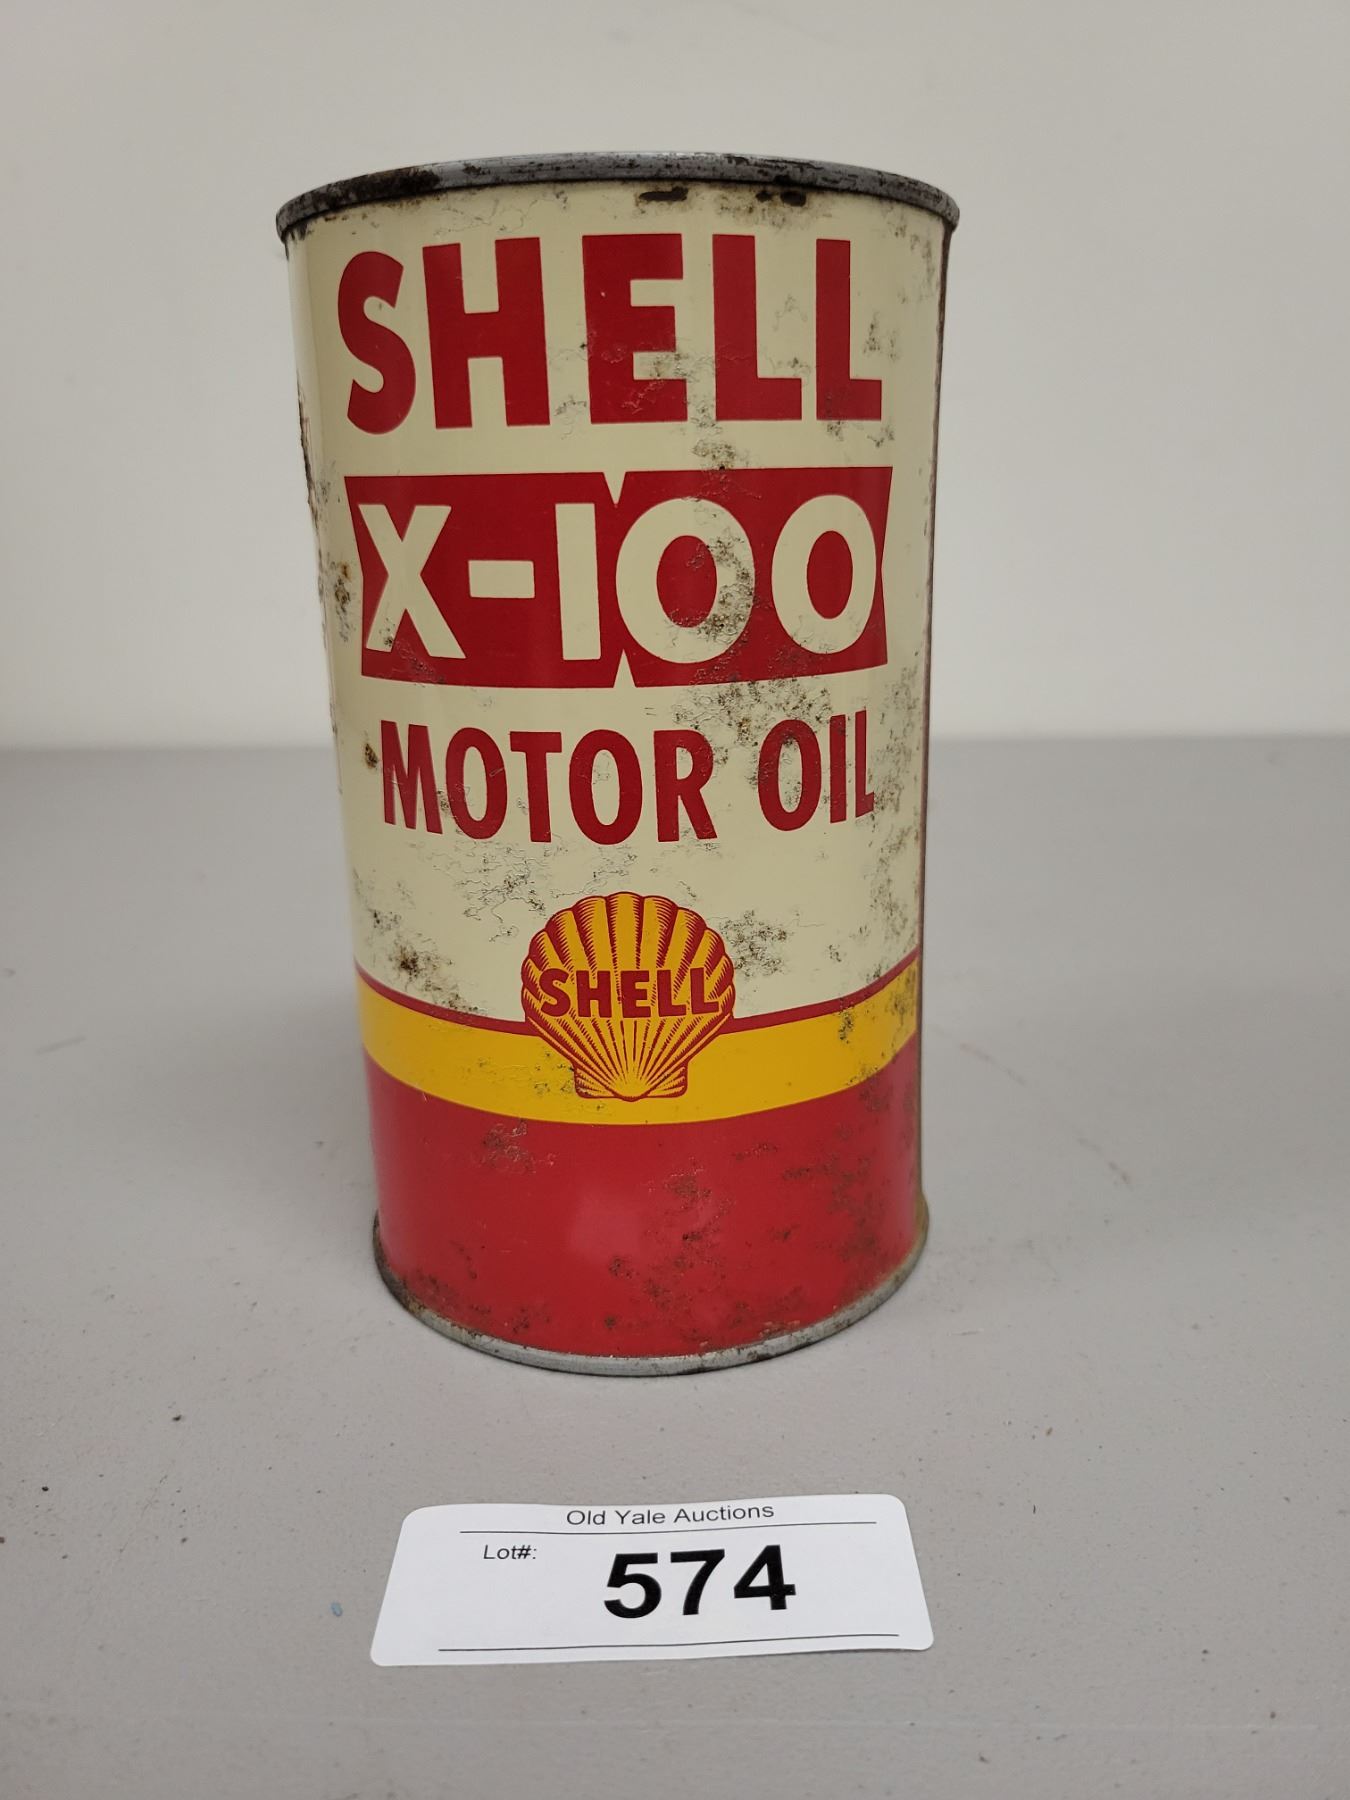 SHELL
X-100
MOTOR OIL
SHELL
Old Yale Auctions
Lot#: 574